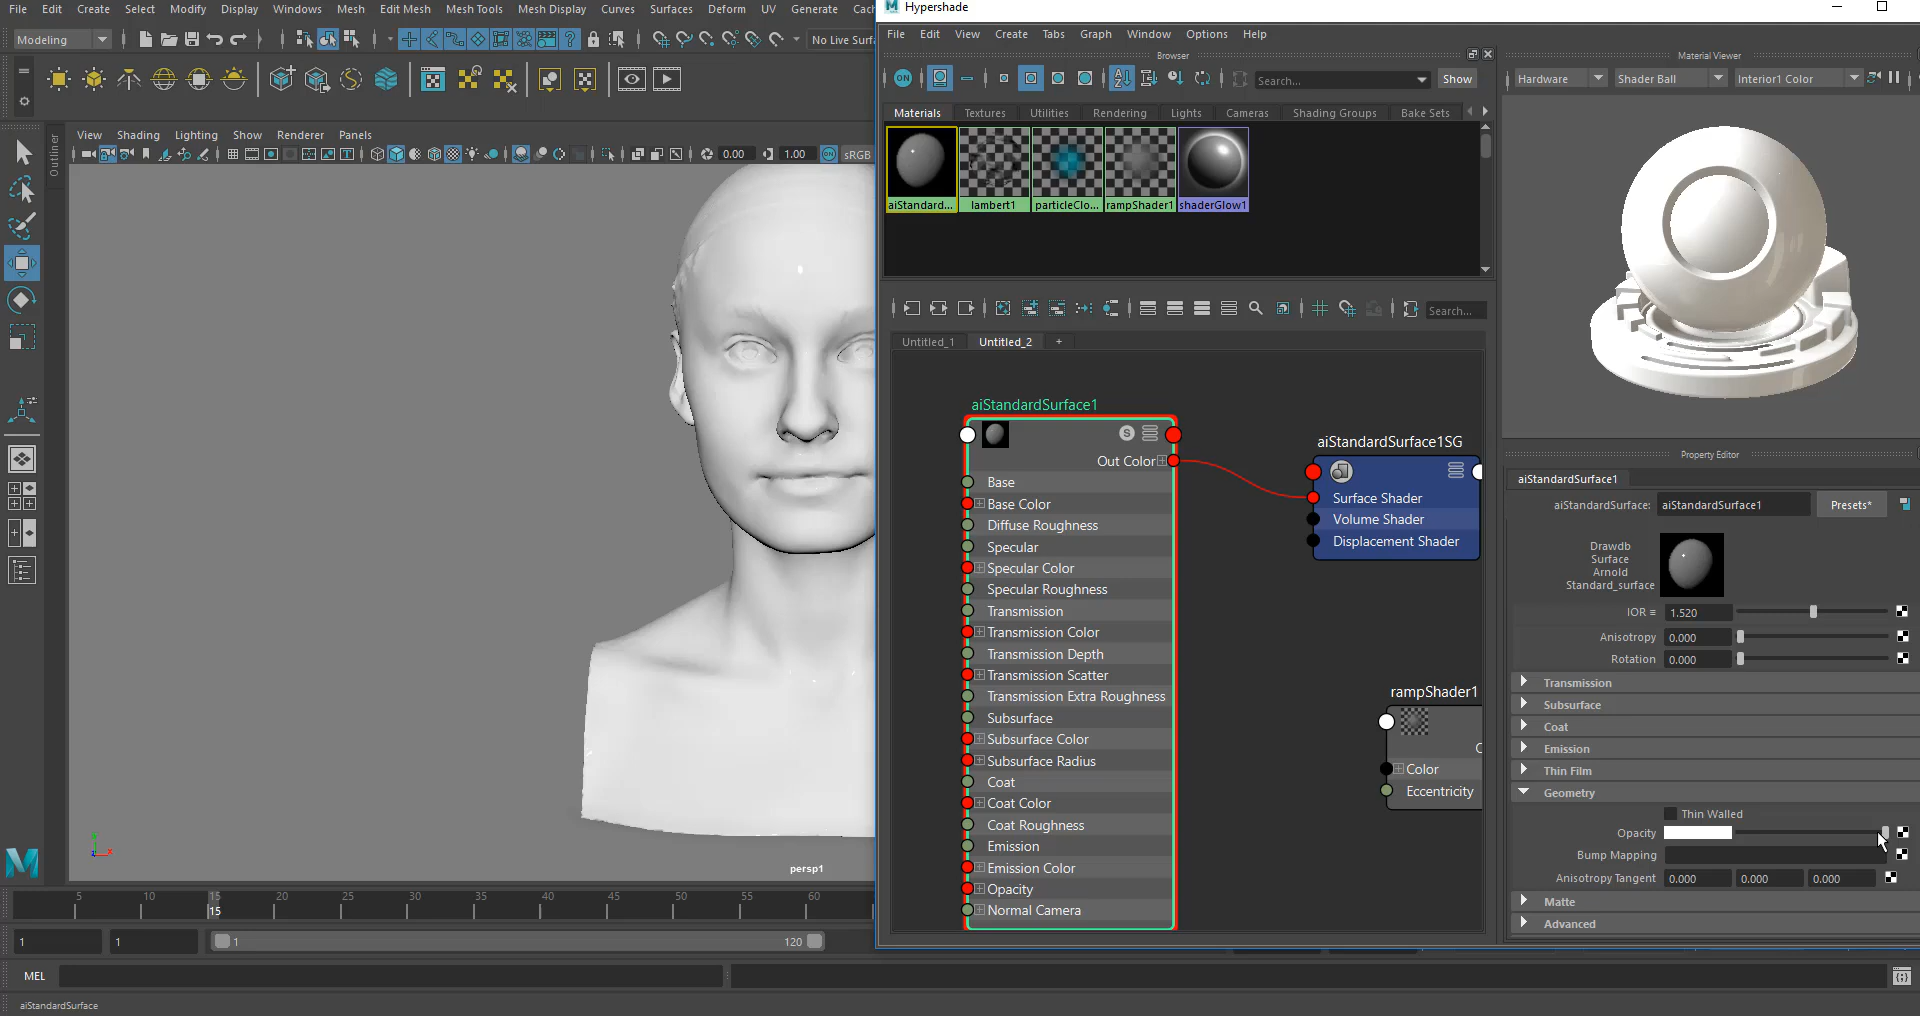 File Edit Create Select Modify Display Windows Mesh Edit Mesh Mesh Tools Mesh Display Curves Surfaces Deform UV Generate
Hypershade
Modeling
No Live Surf
File Edit View Create Tabs Graph Window Options Help
Browser
Material Viewer
ON
Search...
Show
Hardware
Shader Ball
Interior1 Color
Materials Textures Utilities Rendering Lights Cameras Shading Groups Bake Sets
View Shading Lighting Show Renderer Panels
0.00
1.00
ON
sRGB
Outliner
aiStandard...
lambert1
particleClo...
rampShader1
shaderGlow1
Search...
Untitled_1
Untitled_2
+
aiStandardSurface1
S
Out Color
Base
Base Color
Diffuse Roughness
Specular
Specular Color
Specular Roughness
Transmission
Transmission Color
Transmission Depth
Transmission Scatter
Transmission Extra Roughness
Subsurface
Subsurface Color
Subsurface Radius
Coat
Coat Color
Coat Roughness
Emission
Emission Color
Opacity
Normal Camera
aiStandardSurface1SG
Surface Shader
Volume Shader
Displacement Shader
rampShader1
Color
Eccentricity
Property Editor
aiStandardSurface1
aiStandardSurface: aiStandardSurface1
Presets*
Drawdb
Surface
Arnold
Standard_surface
IOR = 1.520
Anisotropy 0.000
Rotation 0.000
Transmission
Subsurface
Coat
Emission
Thin Film
Geometry
Thin Walled
Opacity
Bump Mapping
Anisotropy Tangent 0.000 0.000 0.000
Matte
Advanced
persp1
5 10 15 20 25 30 35 40 45 50 55 60
15
1
1
1
120
MEL
aiStandardSurface